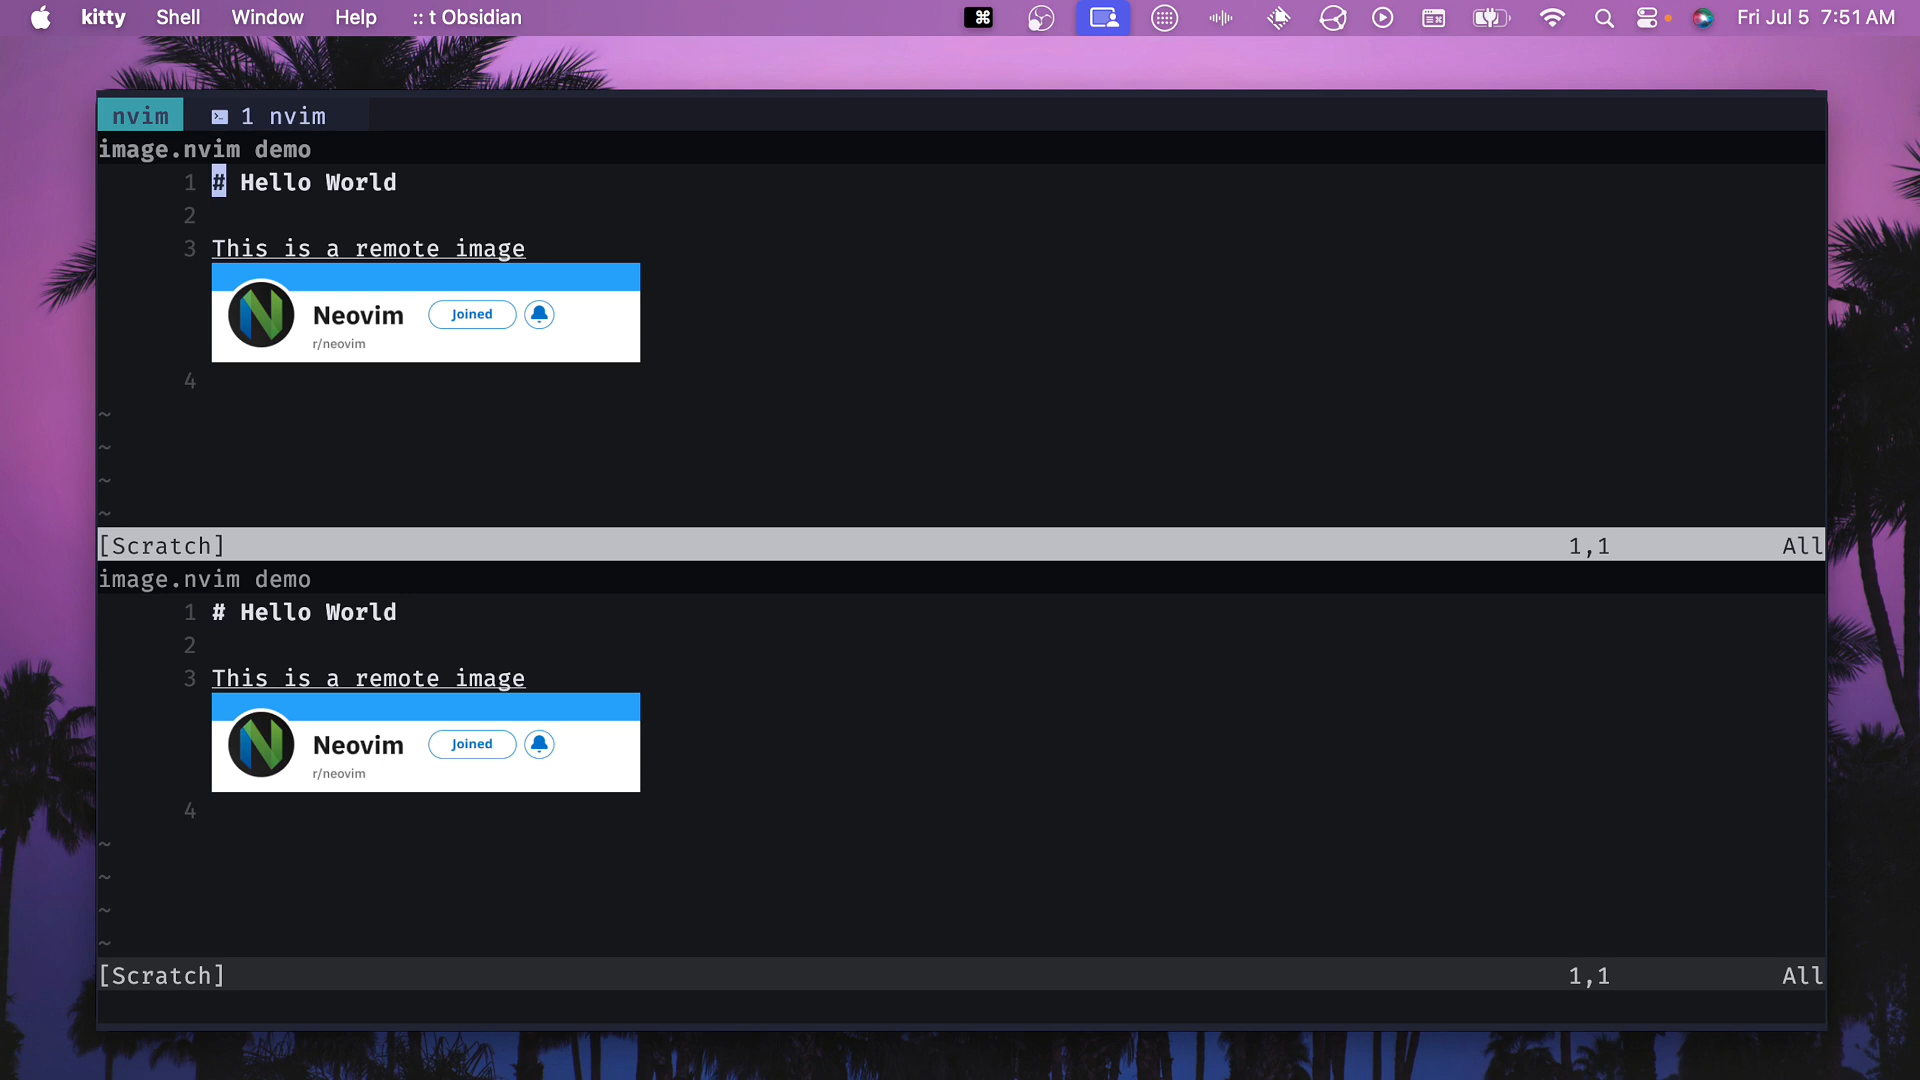 kitty Shell Window Help :: t Obsidian Fri Jul 5 7:51 AM
nvim 1 nvim
image.nvim demo
1 # Hello World
2
3 This is a remote image
Neovim Joined
r/neovim
4
~
~
~
~
[Scratch] 1,1 All
image.nvim demo
1 # Hello World
2
3 This is a remote image
Neovim Joined
r/neovim
4
~
~
~
~
[Scratch] 1,1 All